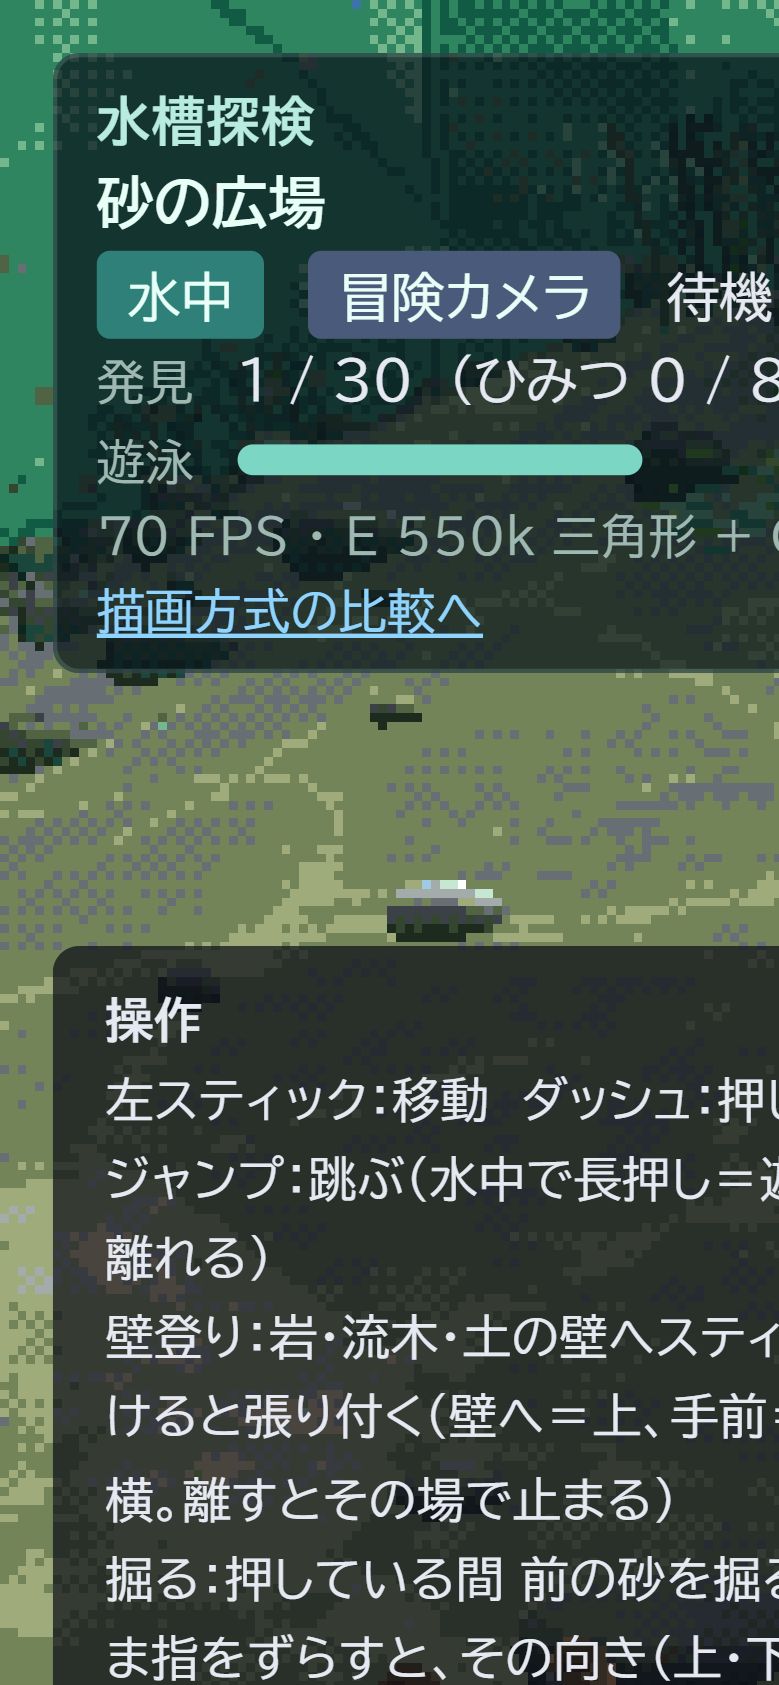 水槽探検
砂の広場
水中 冒険カメラ 待機
発見 1 / 30 （ひみつ 0 / 8
遊泳
70 FPS · E 550k 三角形 +
描画方式の比較へ
操作
左スティック：移動 ダッシュ：押し
ジャンプ：跳ぶ（水中で長押し＝遊
離れる）
壁登り：岩・流木・土の壁へスティ
けると張り付く（壁へ＝上、手前＝
横。離すとその場で止まる）
掘る：押している間 前の砂を掘る
ま指をずらすと、その向き（上・下